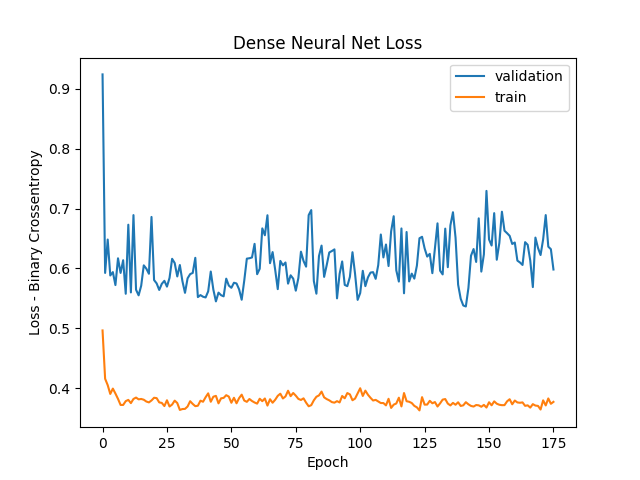 Dense Neural Net Loss
validation
train
0.9
0.8
0.7
0.6
0.5
0.4
Loss - Binary Crossentropy
0 25 50 75 100 125 150 175
Epoch